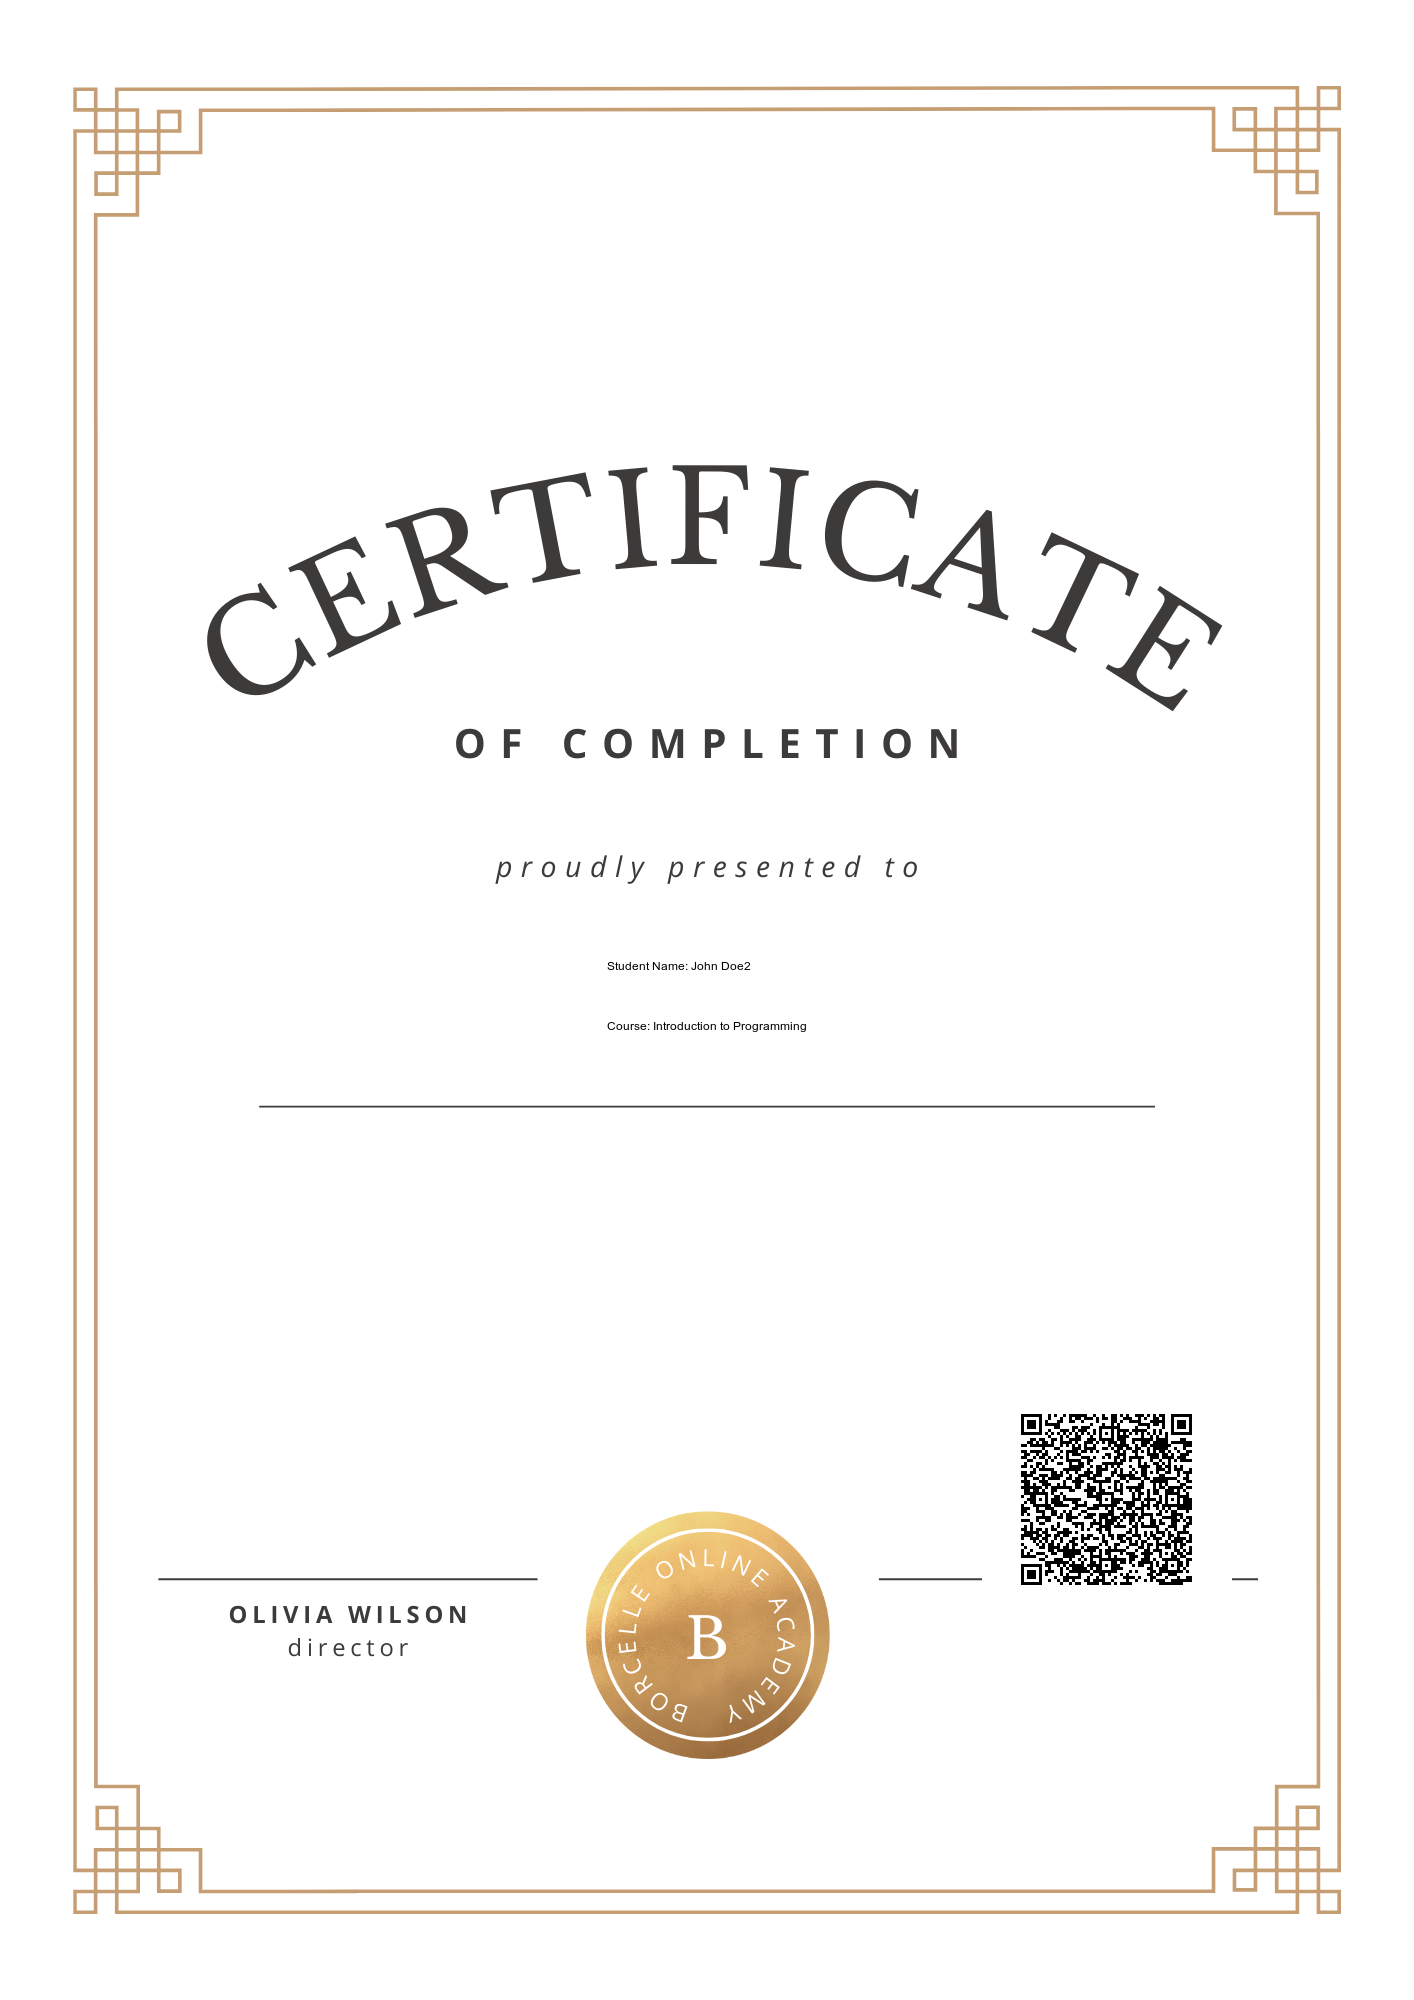 CERTIFICATE
OF COMPLETION
proudly presented to
Student Name: John Doe2
Course: Introduction to Programming
OLIVIA WILSON
director
BORCELLE ONLINE ACADEMY
B